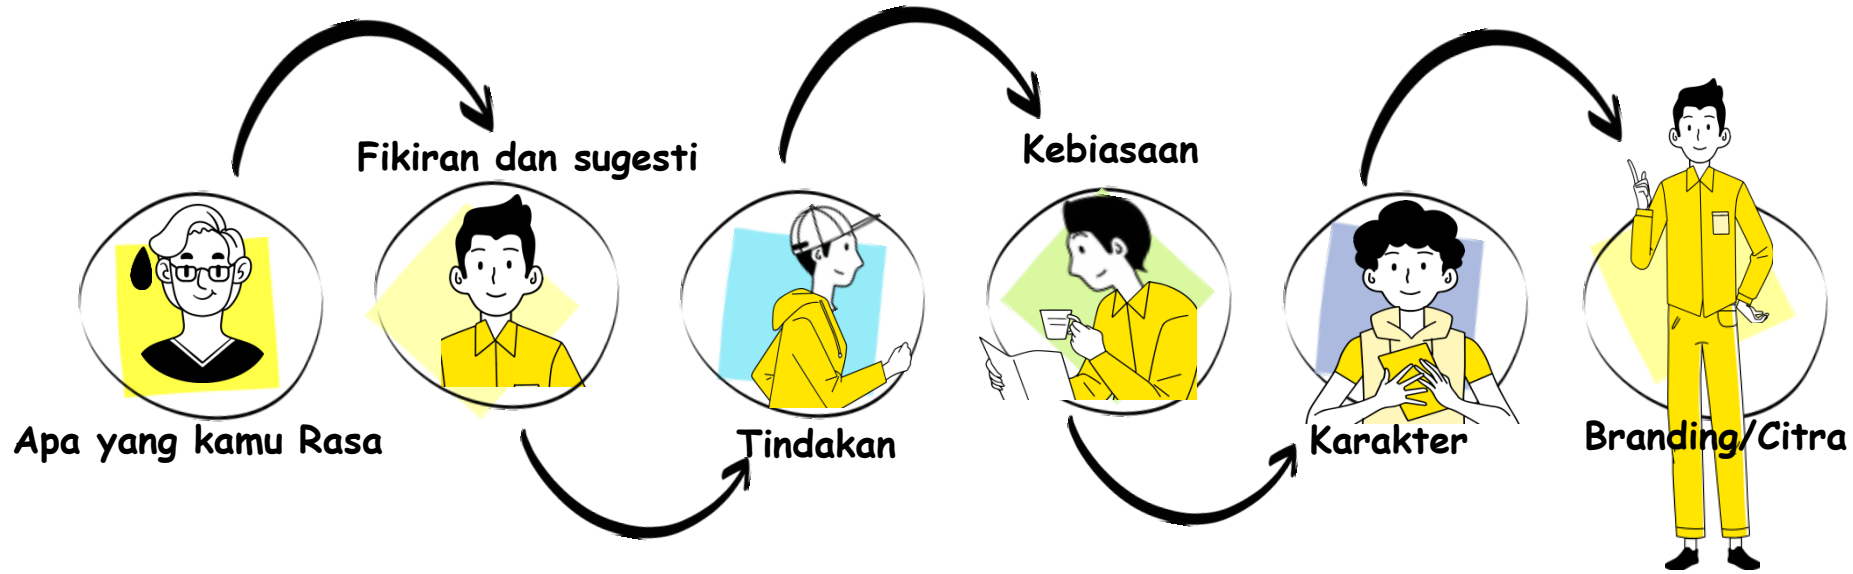 Apa yang kamu Rasa
Fikiran dan sugesti
Tindakan
Kebiasaan
Karakter
Branding/Citra